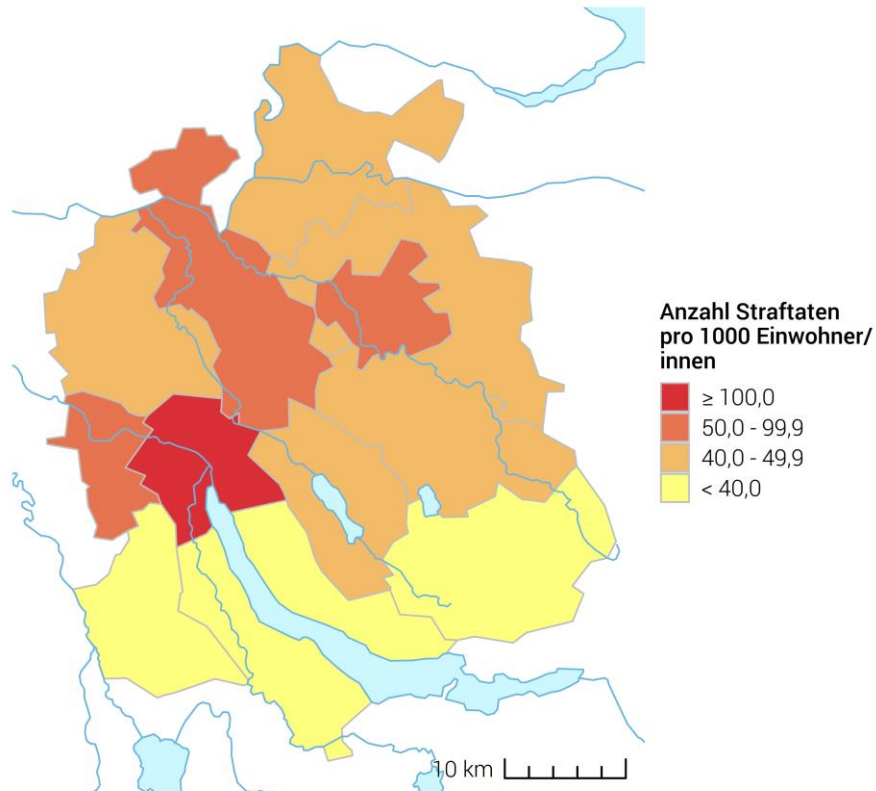 Anzahl Straftaten
pro 1000 Einwohner/
innen
≥ 100,0
50,0 - 99,9
40,0 - 49,9
< 40,0
10 km